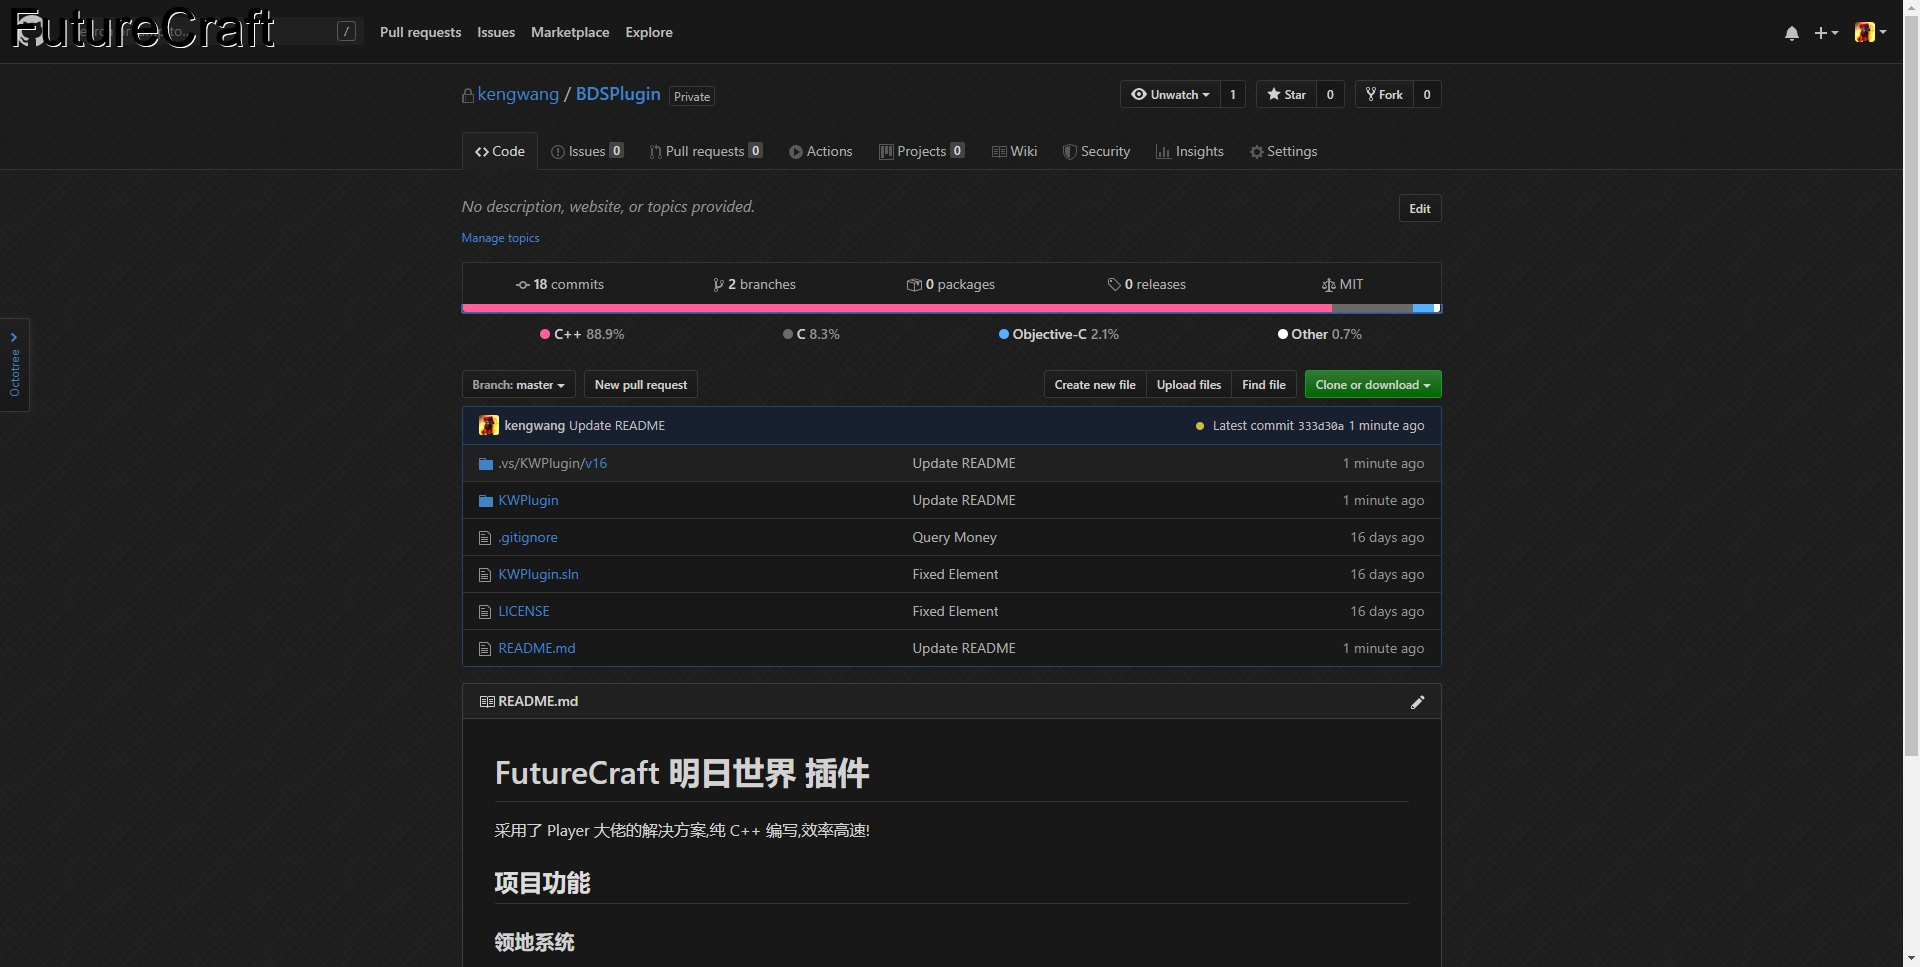 FutureCraft
/
Pull requests Issues Marketplace Explore
kengwang / BDSPlugin Private
Unwatch 1 Star 0 Fork 0
Code Issues 0 Pull requests 0 Actions Projects 0 Wiki Security Insights Settings
No description, website, or topics provided.
Edit
Manage topics
18 commits 2 branches 0 packages 0 releases MIT
C++ 88.9% C 8.3% Objective-C 2.1% Other 0.7%
Octotree
Branch: master New pull request Create new file Upload files Find file Clone or download
kengwang Update README Latest commit 333d30a 1 minute ago
.vs/KWPlugin/v16 Update README 1 minute ago
KWPlugin Update README 1 minute ago
.gitignore Query Money 16 days ago
KWPlugin.sln Fixed Element 16 days ago
LICENSE Fixed Element 16 days ago
README.md Update README 1 minute ago
README.md
FutureCraft 明日世界 插件
采用了 Player 大佬的解决方案,纯 C++ 编写,效率高速!
项目功能
领地系统